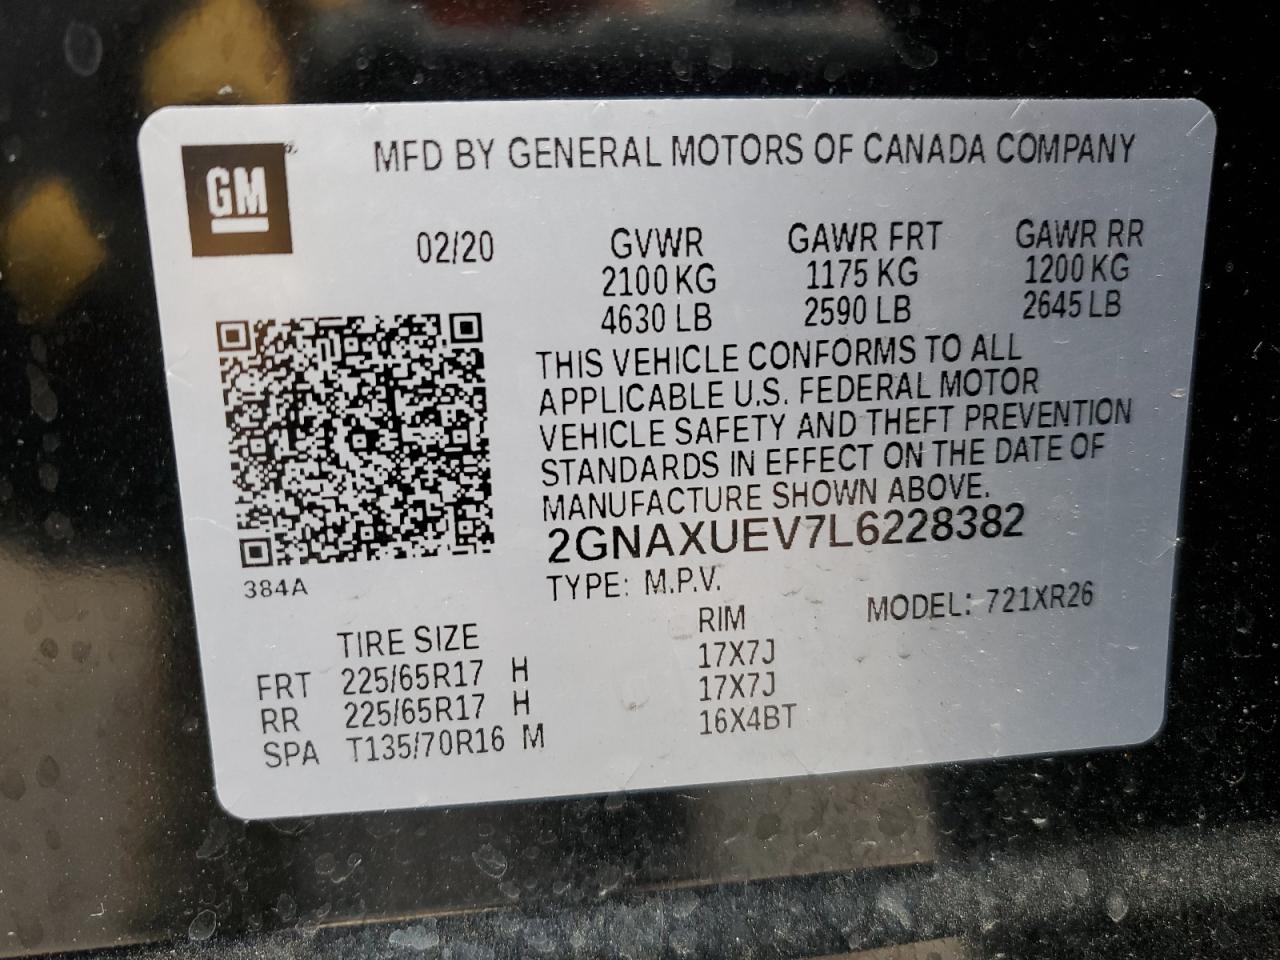 GM
MFD BY GENERAL MOTORS OF CANADA COMPANY
02/20 GVWR GAWR FRT GAWR RR
2100 KG 1175 KG 1200 KG
4630 LB 2590 LB 2645 LB
THIS VEHICLE CONFORMS TO ALL
APPLICABLE U.S. FEDERAL MOTOR
VEHICLE SAFETY AND THEFT PREVENTION
STANDARDS IN EFFECT ON THE DATE OF
MANUFACTURE SHOWN ABOVE.
2GNAXUEV7L6228382
384A
TYPE: M.P.V. MODEL: 721XR26
TIRE SIZE RIM
FRT 225/65R17 H 17X7J
RR 225/65R17 H 17X7J
SPA T135/70R16 M 16X4BT